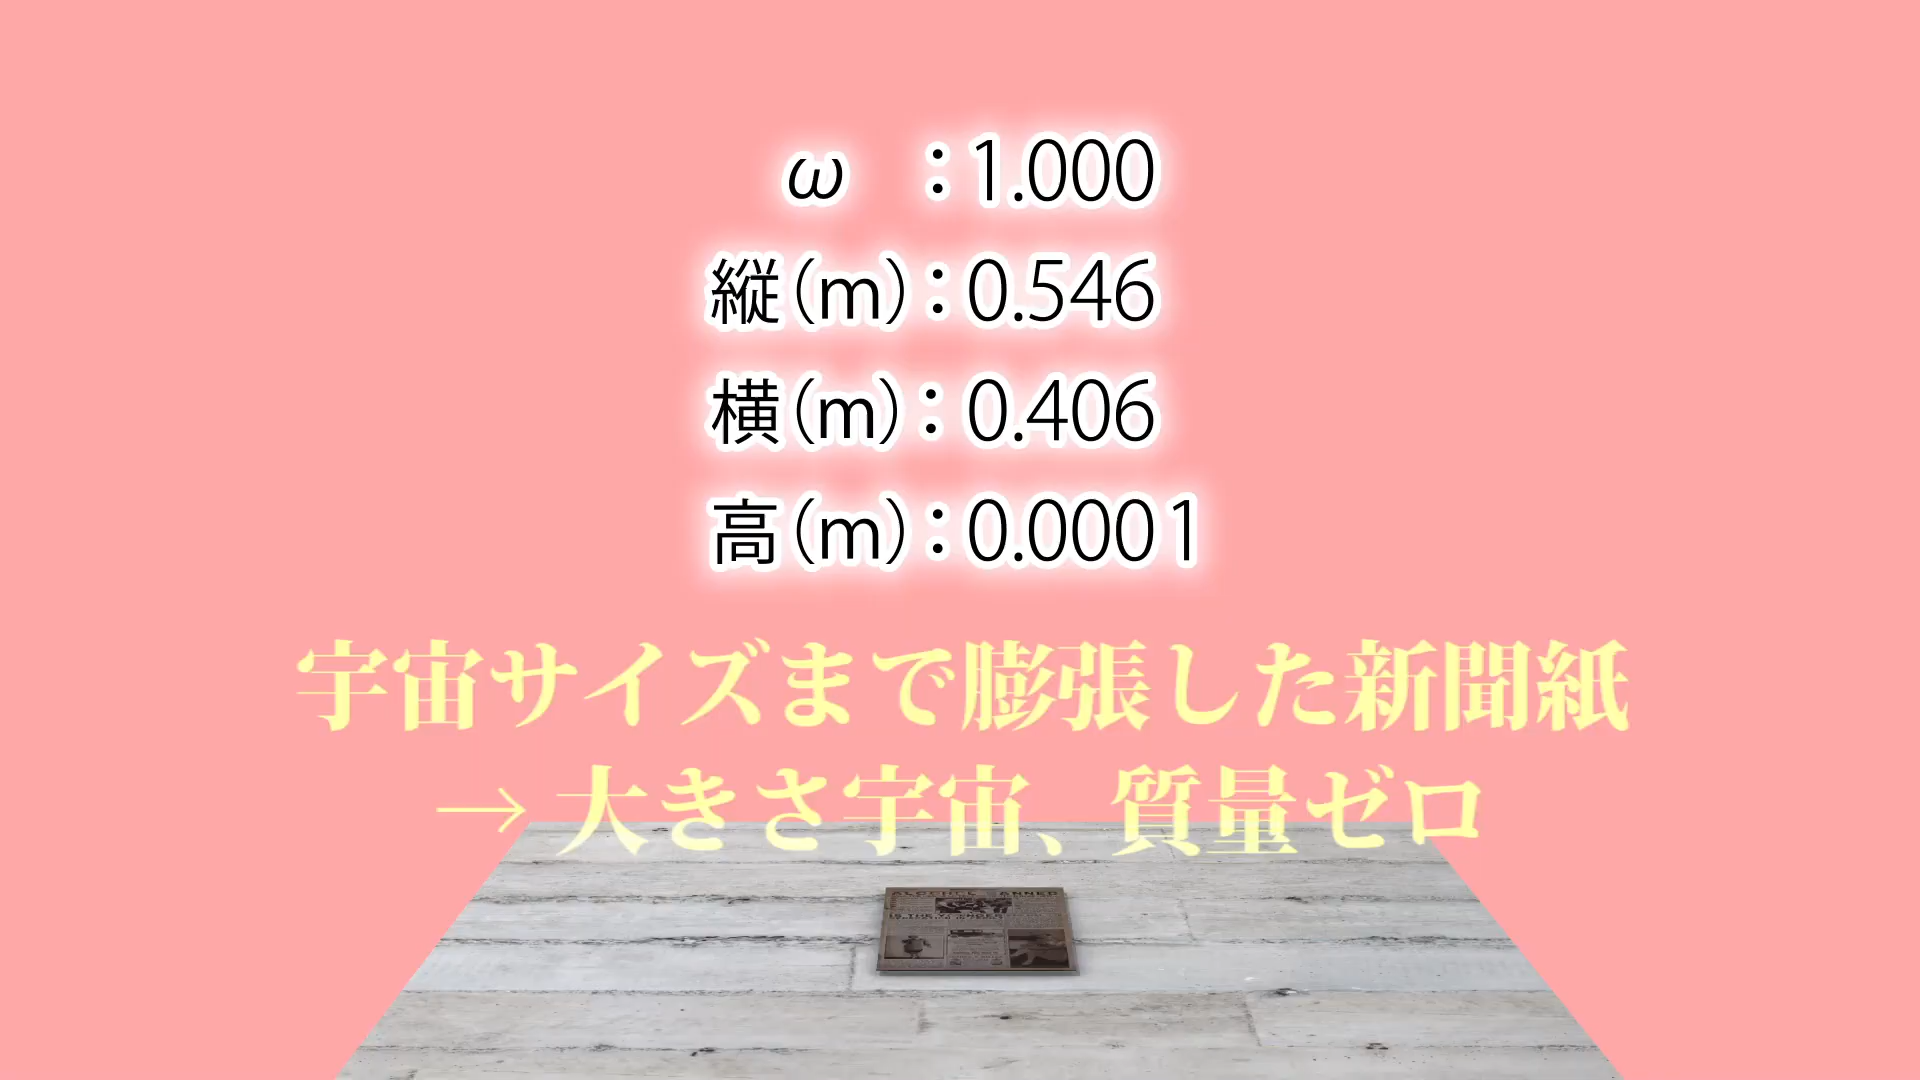 ω :1.000
縦(m):0.546
横(m):0.406
高(m):0.0001
宇宙サイズまで膨張した新聞紙
→ 大きさ宇宙、質量ゼロ